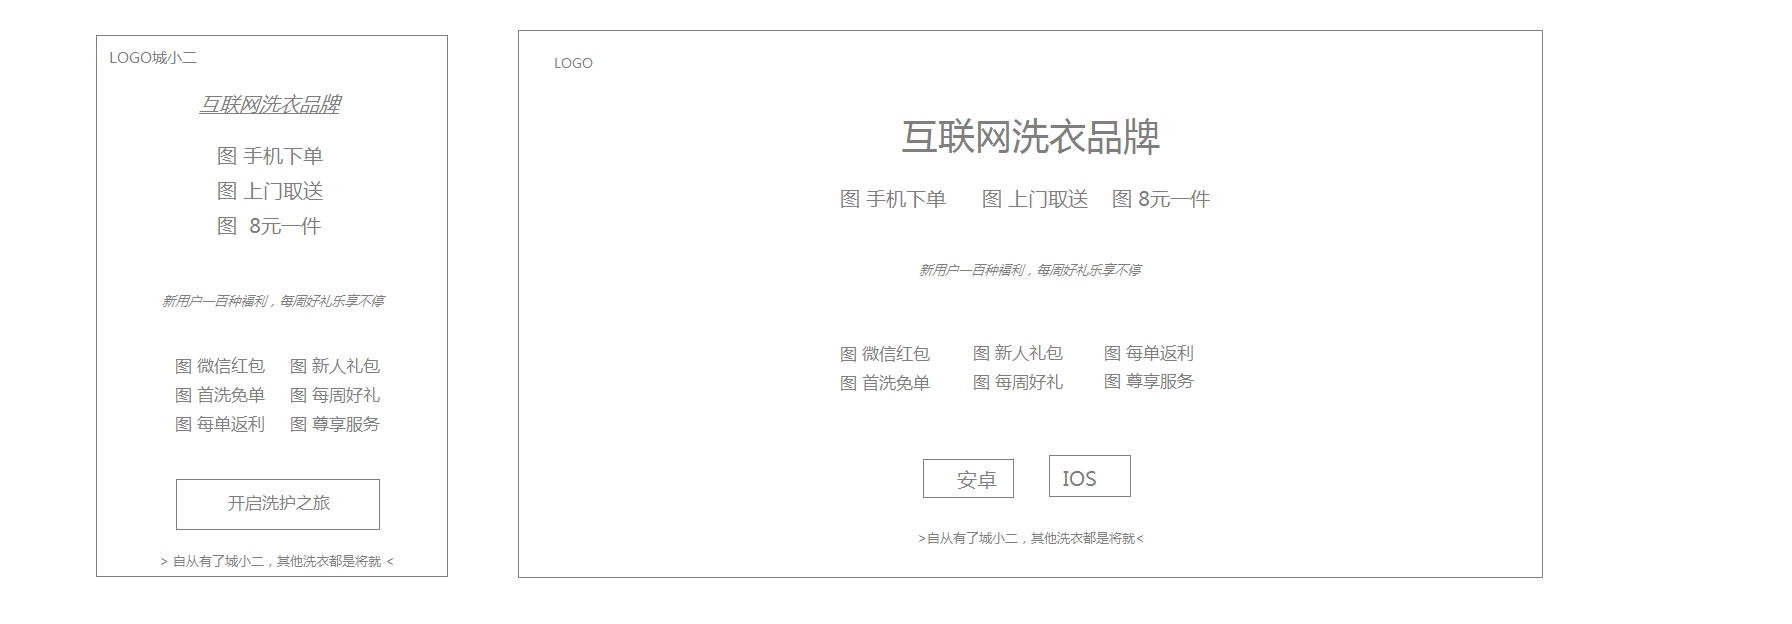 LOGO城小二
互联网洗衣品牌
图 手机下单
图 上门取送
图 8元一件
新用户一百种福利，每周好礼乐享不停
图 微信红包 图 新人礼包
图 首洗免单 图 每周好礼
图 每单返利 图 尊享服务
开启洗护之旅
> 自从有了城小二，其他洗衣都是将就 <
LOGO
互联网洗衣品牌
图 手机下单 图 上门取送 图 8元一件
新用户一百种福利，每周好礼乐享不停
图 微信红包 图 新人礼包 图 每单返利
图 首洗免单 图 每周好礼 图 尊享服务
安卓 IOS
>自从有了城小二，其他洗衣都是将就<